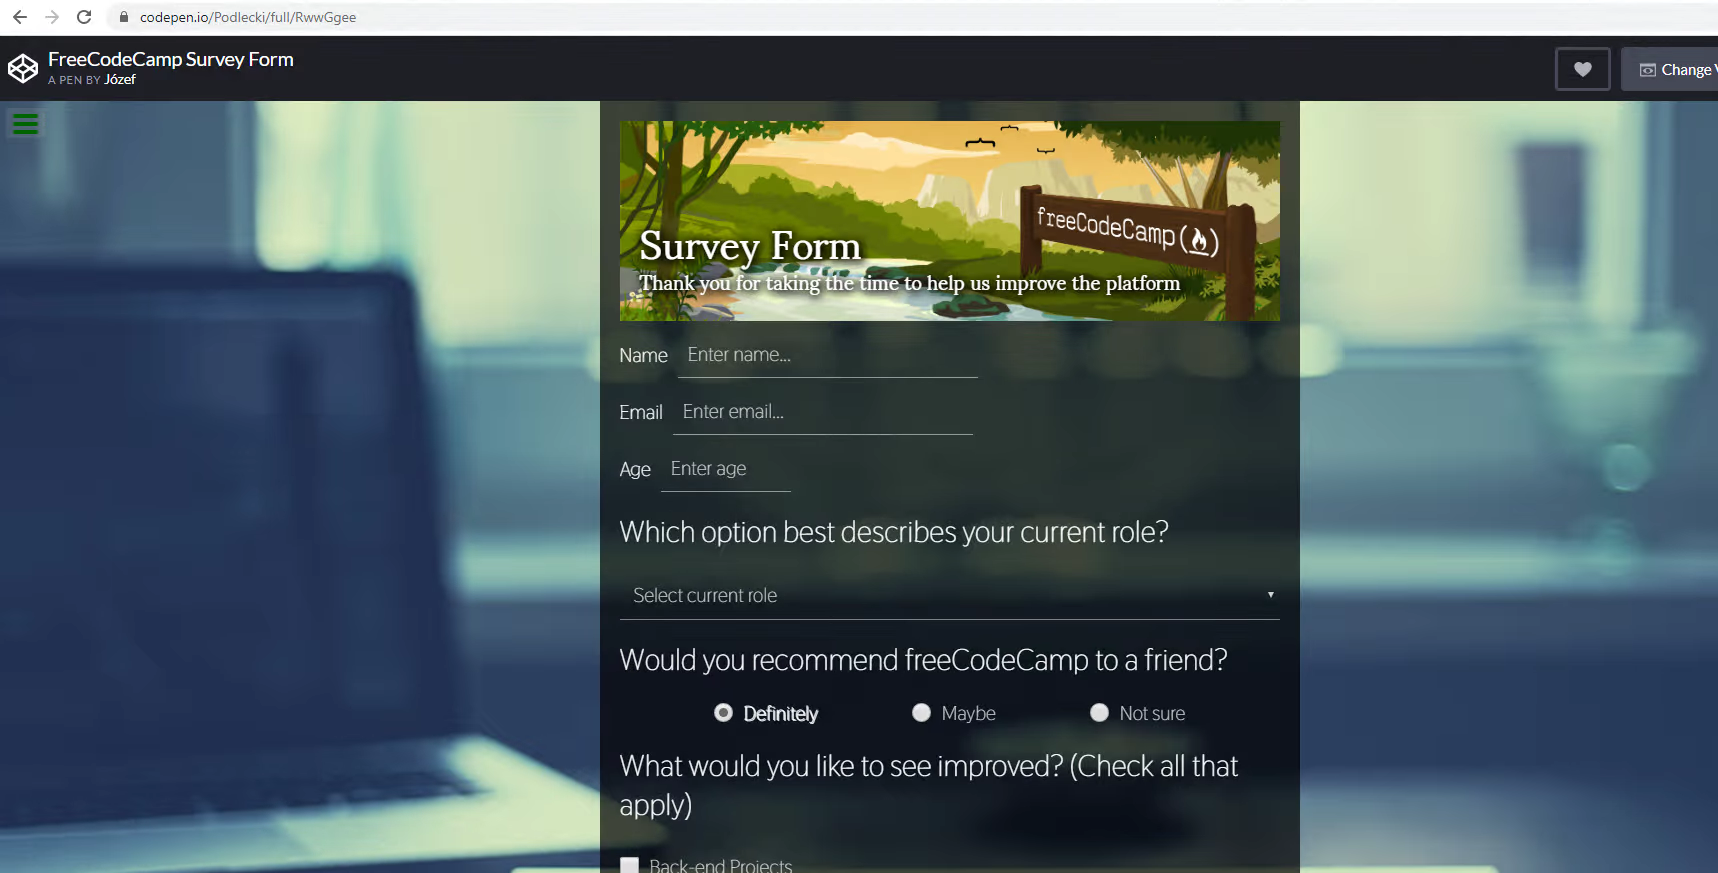 codepen.io/Podlecki/full/RwwGgee
FreeCodeCamp Survey Form
A PEN BY Józef
Change V
freeCodeCamp(🔥)
Survey Form
Thank you for taking the time to help us improve the platform
Name Enter name...
Email Enter email...
Age Enter age
Which option best describes your current role?
Select current role
Would you recommend freeCodeCamp to a friend?
Definitely Maybe Not sure
What would you like to see improved? (Check all that
apply)
Back-end Projects